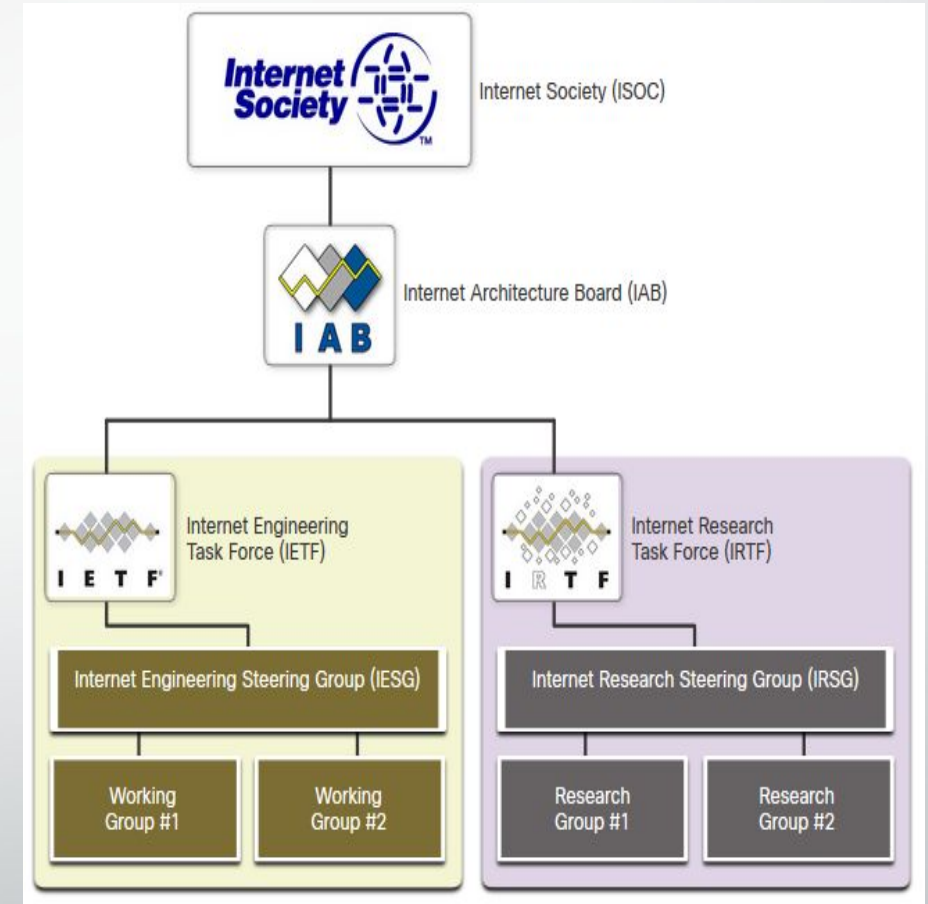 Internet
Society
TM
Internet Society (ISOC)
Internet Architecture Board (IAB)
I A B
Internet Engineering
Task Force (IETF)
I E T F®
Internet Research
Task Force (IRTF)
I R T F
Internet Engineering Steering Group (IESG)
Internet Research Steering Group (IRSG)
Working
Group #1
Working
Group #2
Research
Group #1
Research
Group #2